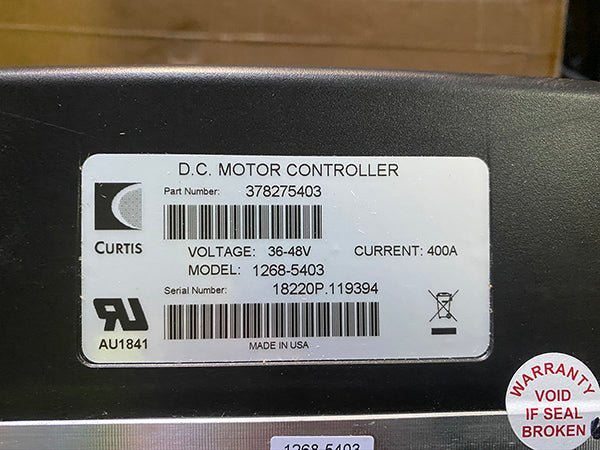 D.C. MOTOR CONTROLLER
Part Number: 378275403
CURTIS
VOLTAGE: 36-48V CURRENT: 400A
MODEL: 1268-5403
Serial Number: 18220P.119394
AU1841
MADE IN USA
WARRANTY
VOID
IF SEAL
BROKEN
1268-5403